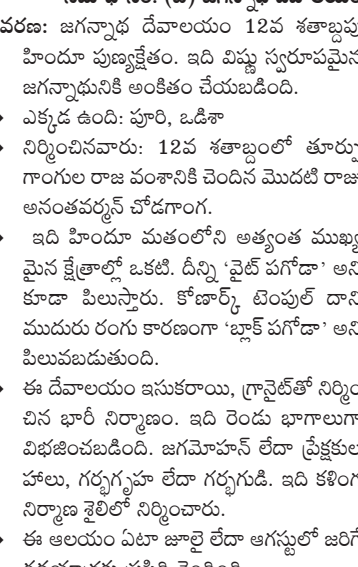 వరణ: జగన్నాథ దేవాలయం 12వ శతాబ్దపు
హిందూ పుణ్యక్షేతం. ఇది విష్ణు స్వరూపమైన
జగన్నాథునికి అంకితం చేయబడింది.
ఎక్కడ ఉంది: పూరి, ఒడిశా
నిర్మించినవారు: 12వ శతాబ్దంలో తూర్పు
గాంగుల రాజ వంశానికి చెందిన మొదటి రాజు
అనంతవర్మన్ చోడగాంగ.
ఇది హిందూ మతంలోని అత్యంత ముఖ్య
మైన క్షేత్రాల్లో ఒకటి. దీన్ని ‘వైట్ పగోడా’ అని
కూడా పిలుస్తారు. కోణార్క్ టెంపుల్ దాని
ముదురు రంగు కారణంగా ‘బ్లాక్ పగోడా’ అని
పిలువబడుతుంది.
ఈ దేవాలయం ఇసుకరాయి, గ్రానైట్‌తో నిర్మిం
చిన భారీ నిర్మాణం. ఇది రెండు భాగాలుగా
విభజించబడింది. జగమోహన్ లేదా ప్రేక్షకుల
హాలు, గర్భగృహ లేదా గర్భగుడి. ఇది కళింగ
నిర్మాణ శైలిలో నిర్మించారు.
ఈ ఆలయం ఏటా జూలై లేదా ఆగస్టులో జరిగే